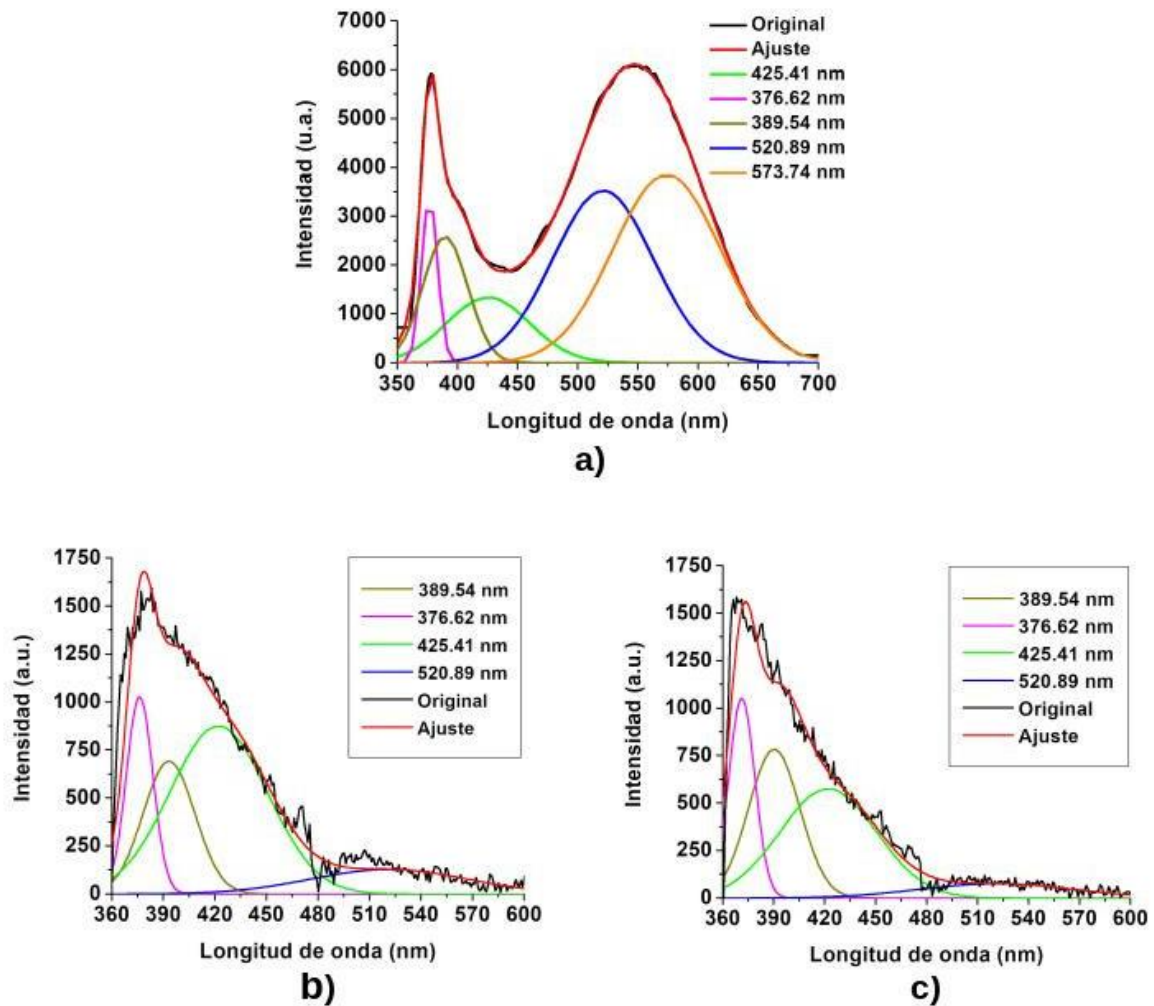 7000
6000
5000
4000
3000
2000
1000
0
Intensidad (u.a.)
350 400 450 500 550 600 650 700
Longitud de onda (nm)
Original
Ajuste
425.41 nm
376.62 nm
389.54 nm
520.89 nm
573.74 nm
a)
1750
1500
1250
1000
750
500
250
0
Intensidad (a.u.)
360 390 420 450 480 510 540 570 600
Longitud de onda (nm)
389.54 nm
376.62 nm
425.41 nm
520.89 nm
Original
Ajuste
b)
1750
1500
1250
1000
750
500
250
0
Intensidad (a.u.)
360 390 420 450 480 510 540 570 600
Longitud de onda (nm)
389.54 nm
376.62 nm
425.41 nm
520.89 nm
Original
Ajuste
c)